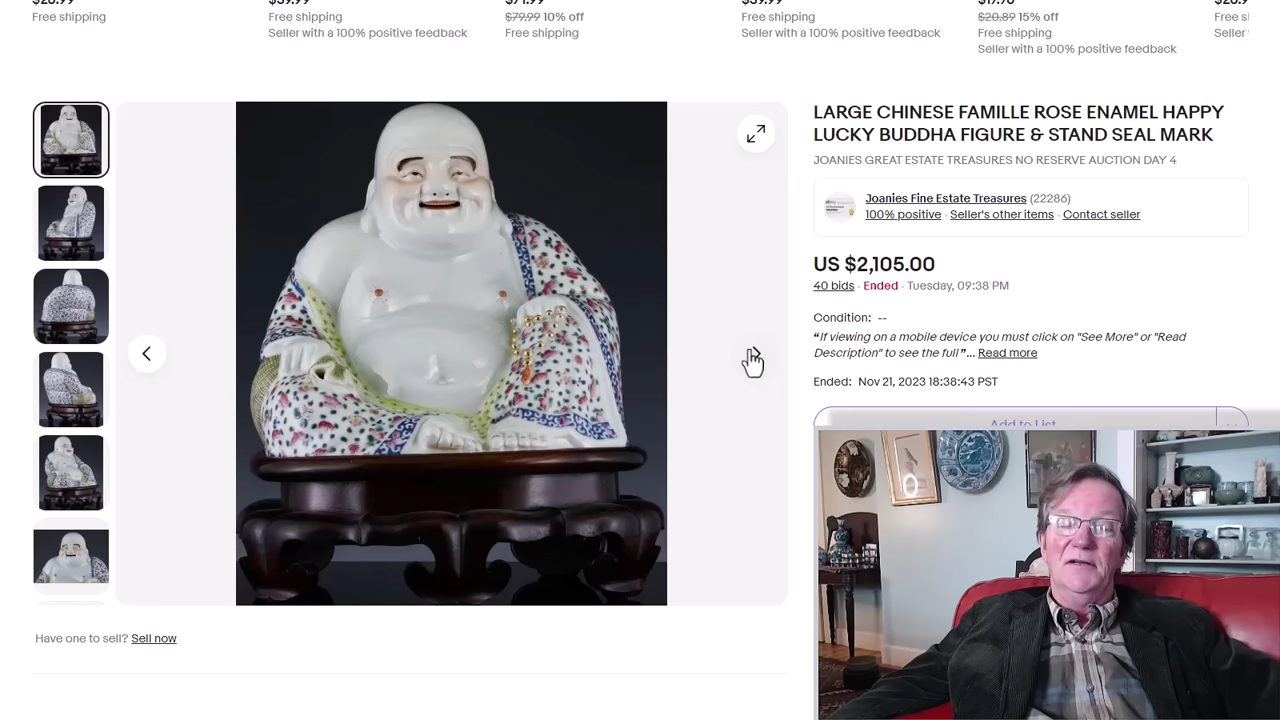 Free shipping
Free shipping
Seller with a 100% positive feedback
$79.99 10% off
Free shipping
Free shipping
Seller with a 100% positive feedback
$20.89 15% off
Free shipping
Seller with a 100% positive feedback
Seller
LARGE CHINESE FAMILLE ROSE ENAMEL HAPPY
LUCKY BUDDHA FIGURE & STAND SEAL MARK
JOANIES GREAT ESTATE TREASURES NO RESERVE AUCTION DAY 4
Joanies Fine Estate Treasures (22286)
100% positive · Seller's other items · Contact seller
US $2,105.00
40 bids · Ended · Tuesday, 09:38 PM
Condition: --
“If viewing on a mobile device you must click on "See More" or "Read
Description" to see the full”... Read more
Ended: Nov 21, 2023 18:38:43 PST
Add to List
Have one to sell? Sell now